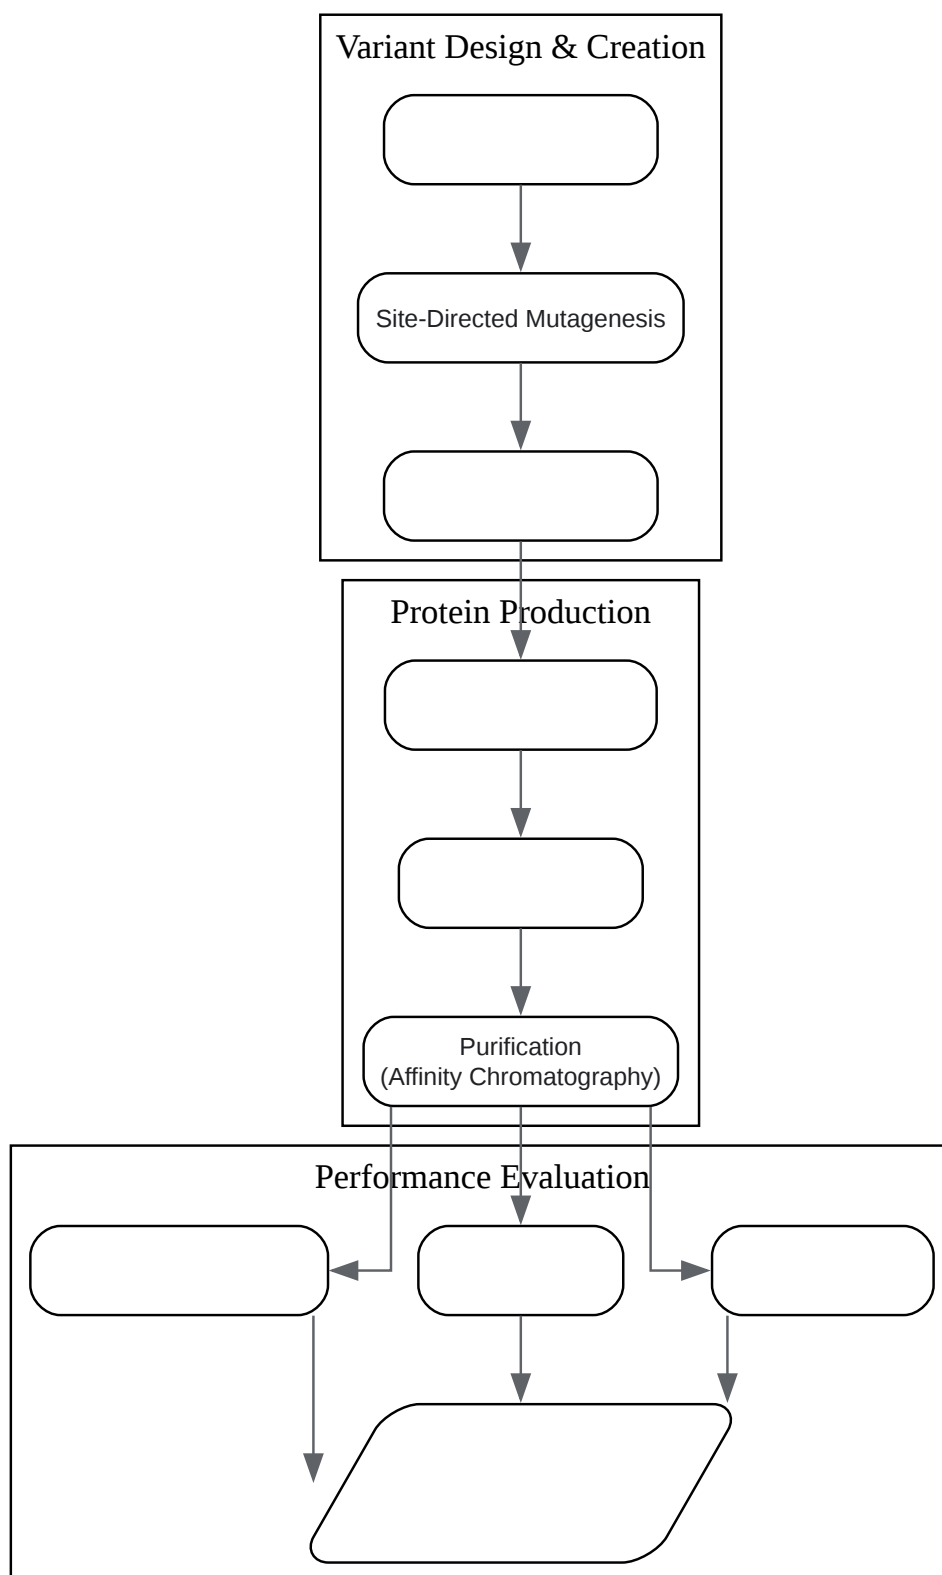 Variant Design & Creation
Site-Directed Mutagenesis
Protein Production
Purification
(Affinity Chromatography)
Performance Evaluation